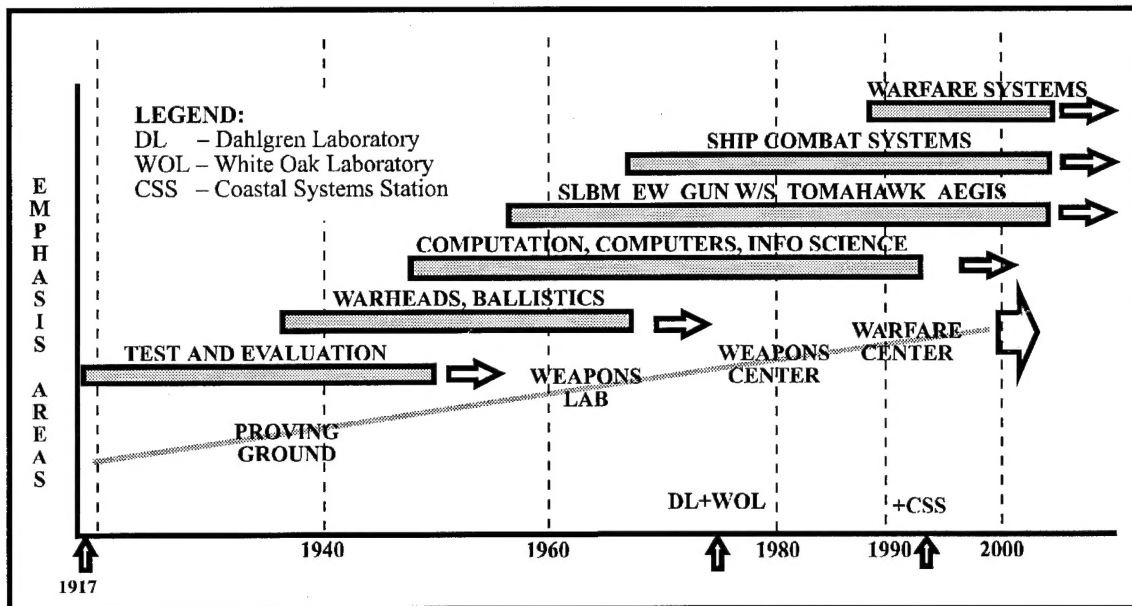 WARFARE SYSTEMS
LEGEND:
DL – Dahlgren Laboratory
WOL – White Oak Laboratory
CSS – Coastal Systems Station
SHIP COMBAT SYSTEMS
SLBM EW GUN W/S TOMAHAWK AEGIS
COMPUTATION, COMPUTERS, INFO SCIENCE
WARHEADS, BALLISTICS
TEST AND EVALUATION
EMPHASIS AREAS
WARFARE
CENTER
WEAPONS
CENTER
WEAPONS
LAB
PROVING
GROUND
DL+WOL
+CSS
1917
1940
1960
1980
1990
2000